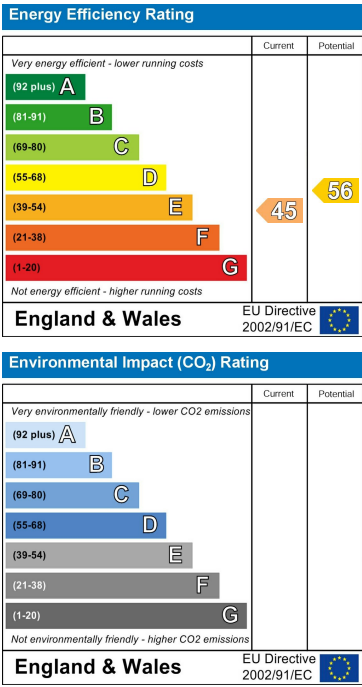 Energy Efficiency Rating
Current Potential
Very energy efficient - lower running costs
(92 plus) A
(81-91) B
(69-80) C
(55-68) D
(39-54) E
(21-38) F
(1-20) G
45
56
Not energy efficient - higher running costs
England & Wales
EU Directive
2002/91/EC
Environmental Impact (CO₂) Rating
Current Potential
Very environmentally friendly - lower CO2 emissions
(92 plus) A
(81-91) B
(69-80) C
(55-68) D
(39-54) E
(21-38) F
(1-20) G
Not environmentally friendly - higher CO2 emissions
England & Wales
EU Directive
2002/91/EC